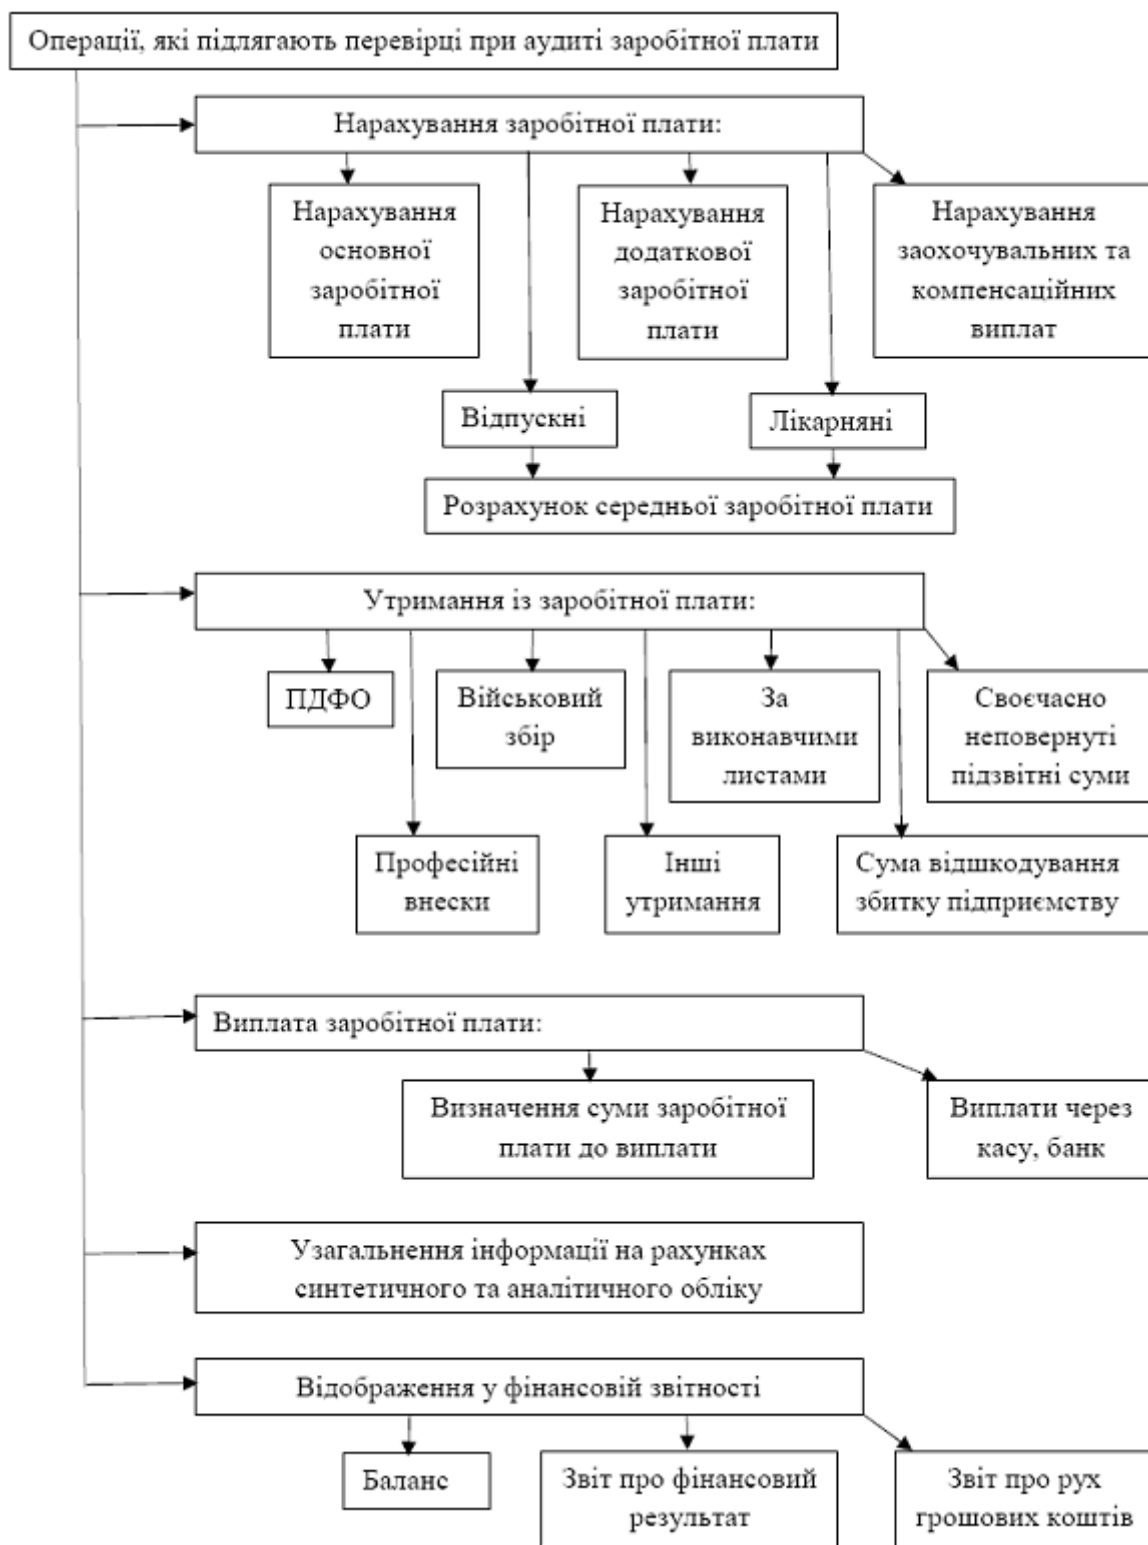 Операції, які підлягають перевірці при аудиті заробітної плати
Нарахування заробітної плати:
Нарахування
основної
заробітної
плати
Нарахування
додаткової
заробітної
плати
Нарахування
заохочувальних та
компенсаційних
виплат
Відпускні
Лікарняні
Розрахунок середньої заробітної плати
Утримання із заробітної плати:
ПДФО
Військовий
збір
За
виконавчими
листами
Своєчасно
неповернуті
підзвітні суми
Професійні
внески
Інші
утримання
Сума відшкодування
збитку підприємству
Виплата заробітної плати:
Визначення суми заробітної
плати до виплати
Виплати через
касу, банк
Узагальнення інформації на рахунках
синтетичного та аналітичного обліку
Відображення у фінансовій звітності
Баланс
Звіт про фінансовий
результат
Звіт про рух
грошових коштів